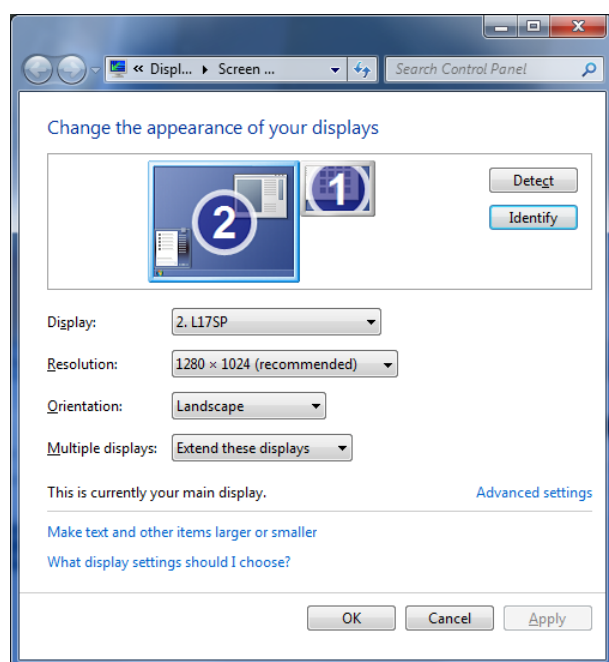 « Displ... ▸ Screen ... Search Control Panel
Change the appearance of your displays
2 1
Detect
Identify
Display: 2. L17SP
Resolution: 1280 × 1024 (recommended)
Orientation: Landscape
Multiple displays: Extend these displays
This is currently your main display. Advanced settings
Make text and other items larger or smaller
What display settings should I choose?
OK Cancel Apply